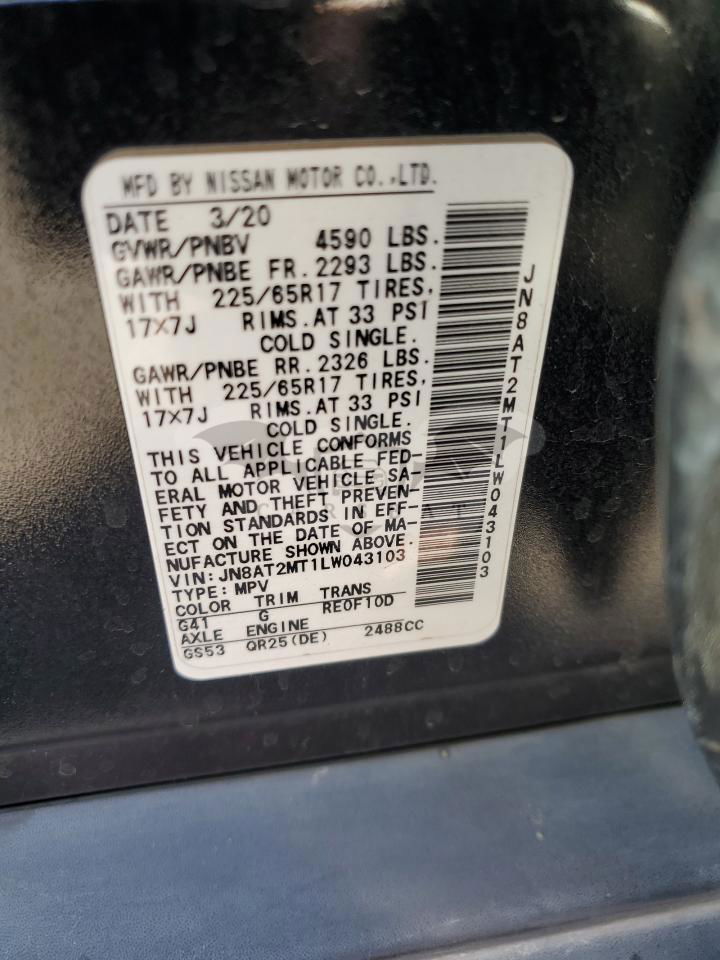 MFD BY NISSAN MOTOR CO.,LTD.
DATE 3/20
GVWR/PNBV 4590 LBS.
GAWR/PNBE FR. 2293 LBS.
WITH 225/65R17 TIRES,
17×7J RIMS.AT 33 PSI
COLD SINGLE.
GAWR/PNBE RR. 2326 LBS.
WITH 225/65R17 TIRES,
17×7J RIMS.AT 33 PSI
COLD SINGLE.
THIS VEHICLE CONFORMS
TO ALL APPLICABLE FED-
ERAL MOTOR VEHICLE SA-
FETY AND THEFT PREVEN-
TION STANDARDS IN EFF-
ECT ON THE DATE OF MA-
NUFACTURE SHOWN ABOVE.
VIN:JN8AT2MT1LW043103
TYPE: MPV
COLOR TRIM TRANS
G41 G RE0F10D
AXLE ENGINE
GS53 QR25(DE) 2488CC
JN8AT2MT1LW043103